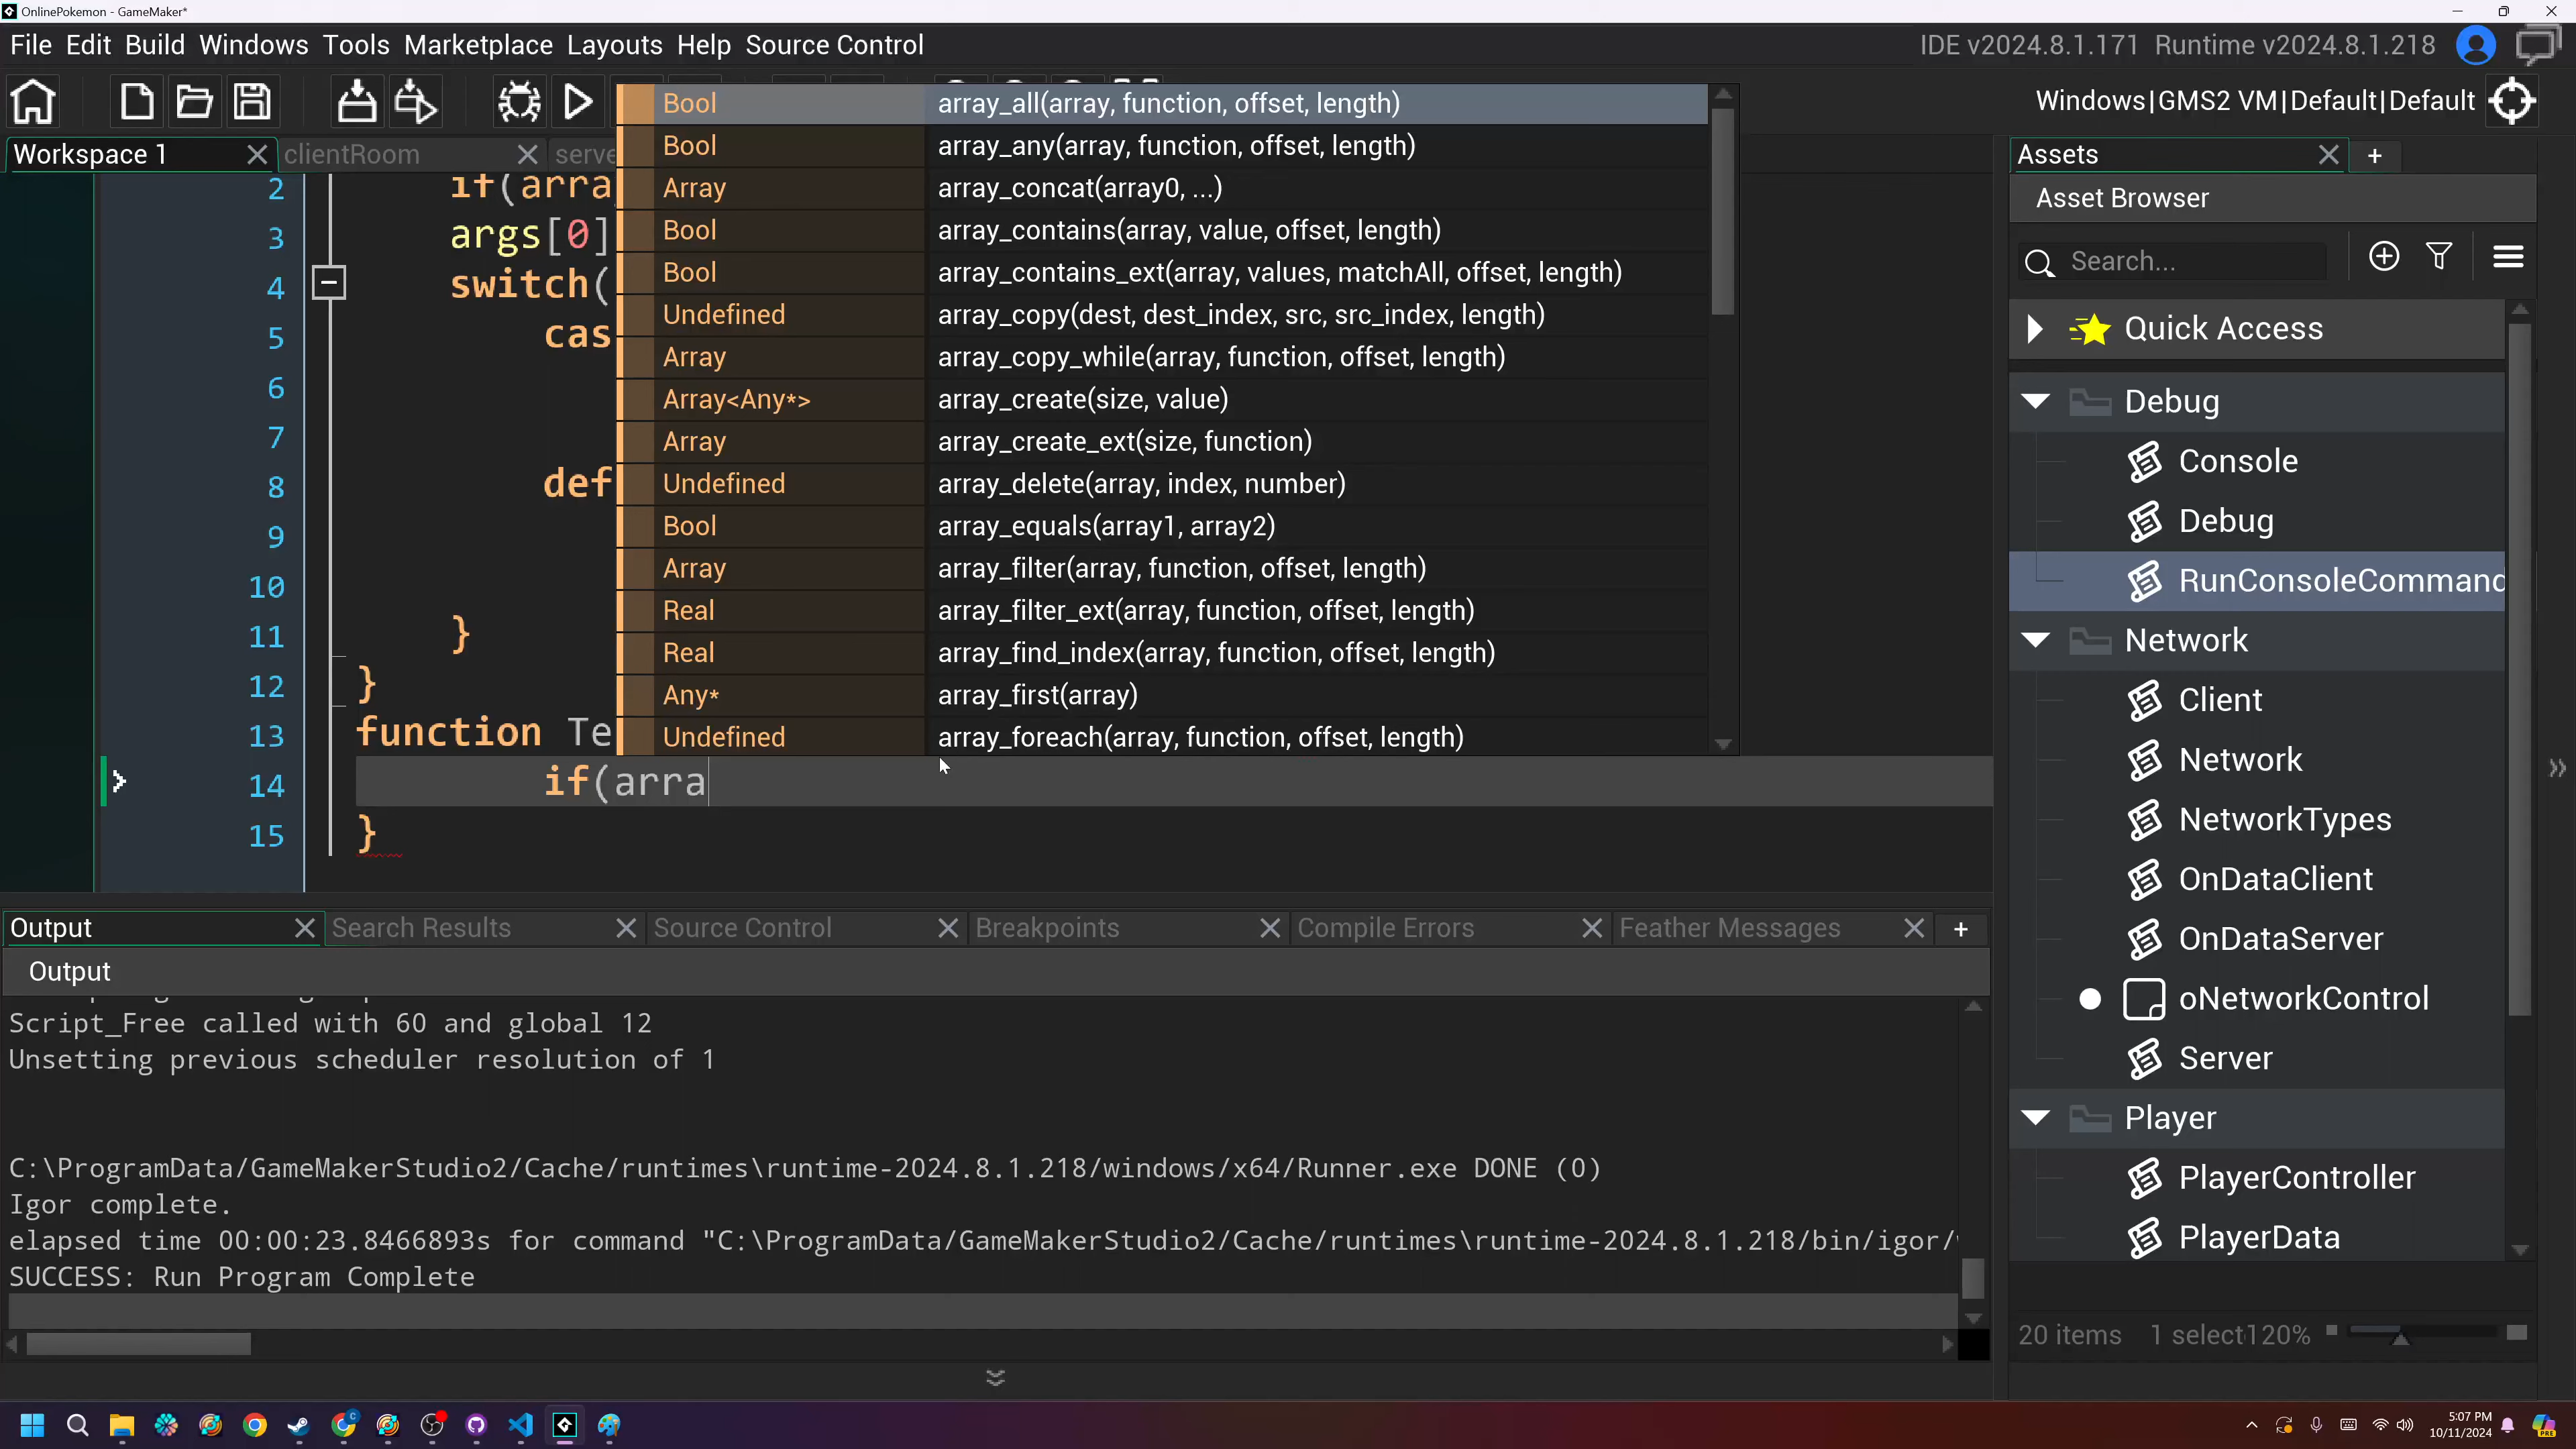 OnlinePokemon - GameMaker*
File Edit Build Windows Tools Marketplace Layouts Help Source Control
IDE v2024.8.1.171 Runtime v2024.8.1.218
Windows|GMS2 VM|Default|Default
Workspace 1
clientRoom
serve
2 if(arra
3 args[0]
4 switch(
5 cas
6
7
8 def
9
10
11 }
12 }
13 function Te
14 if(arra
15 }
Bool array_all(array, function, offset, length)
Bool array_any(array, function, offset, length)
Array array_concat(array0, ...)
Bool array_contains(array, value, offset, length)
Bool array_contains_ext(array, values, matchAll, offset, length)
Undefined array_copy(dest, dest_index, src, src_index, length)
Array array_copy_while(array, function, offset, length)
Array<Any*> array_create(size, value)
Array array_create_ext(size, function)
Undefined array_delete(array, index, number)
Bool array_equals(array1, array2)
Array array_filter(array, function, offset, length)
Real array_filter_ext(array, function, offset, length)
Real array_find_index(array, function, offset, length)
Any* array_first(array)
Undefined array_foreach(array, function, offset, length)
Assets
Asset Browser
Search...
Quick Access
Debug
Console
Debug
RunConsoleCommand
Network
Client
Network
NetworkTypes
OnDataClient
OnDataServer
oNetworkControl
Server
Player
PlayerController
PlayerData
20 items 1 select 120%
Output Search Results Source Control Breakpoints Compile Errors Feather Messages
Output
Script_Free called with 60 and global 12
Unsetting previous scheduler resolution of 1
C:\ProgramData/GameMakerStudio2/Cache/runtimes\runtime-2024.8.1.218/windows/x64/Runner.exe DONE (0)
Igor complete.
elapsed time 00:00:23.8466893s for command "C:\ProgramData/GameMakerStudio2/Cache/runtimes\runtime-2024.8.1.218/bin/igor/
SUCCESS: Run Program Complete
5:07 PM
10/11/2024